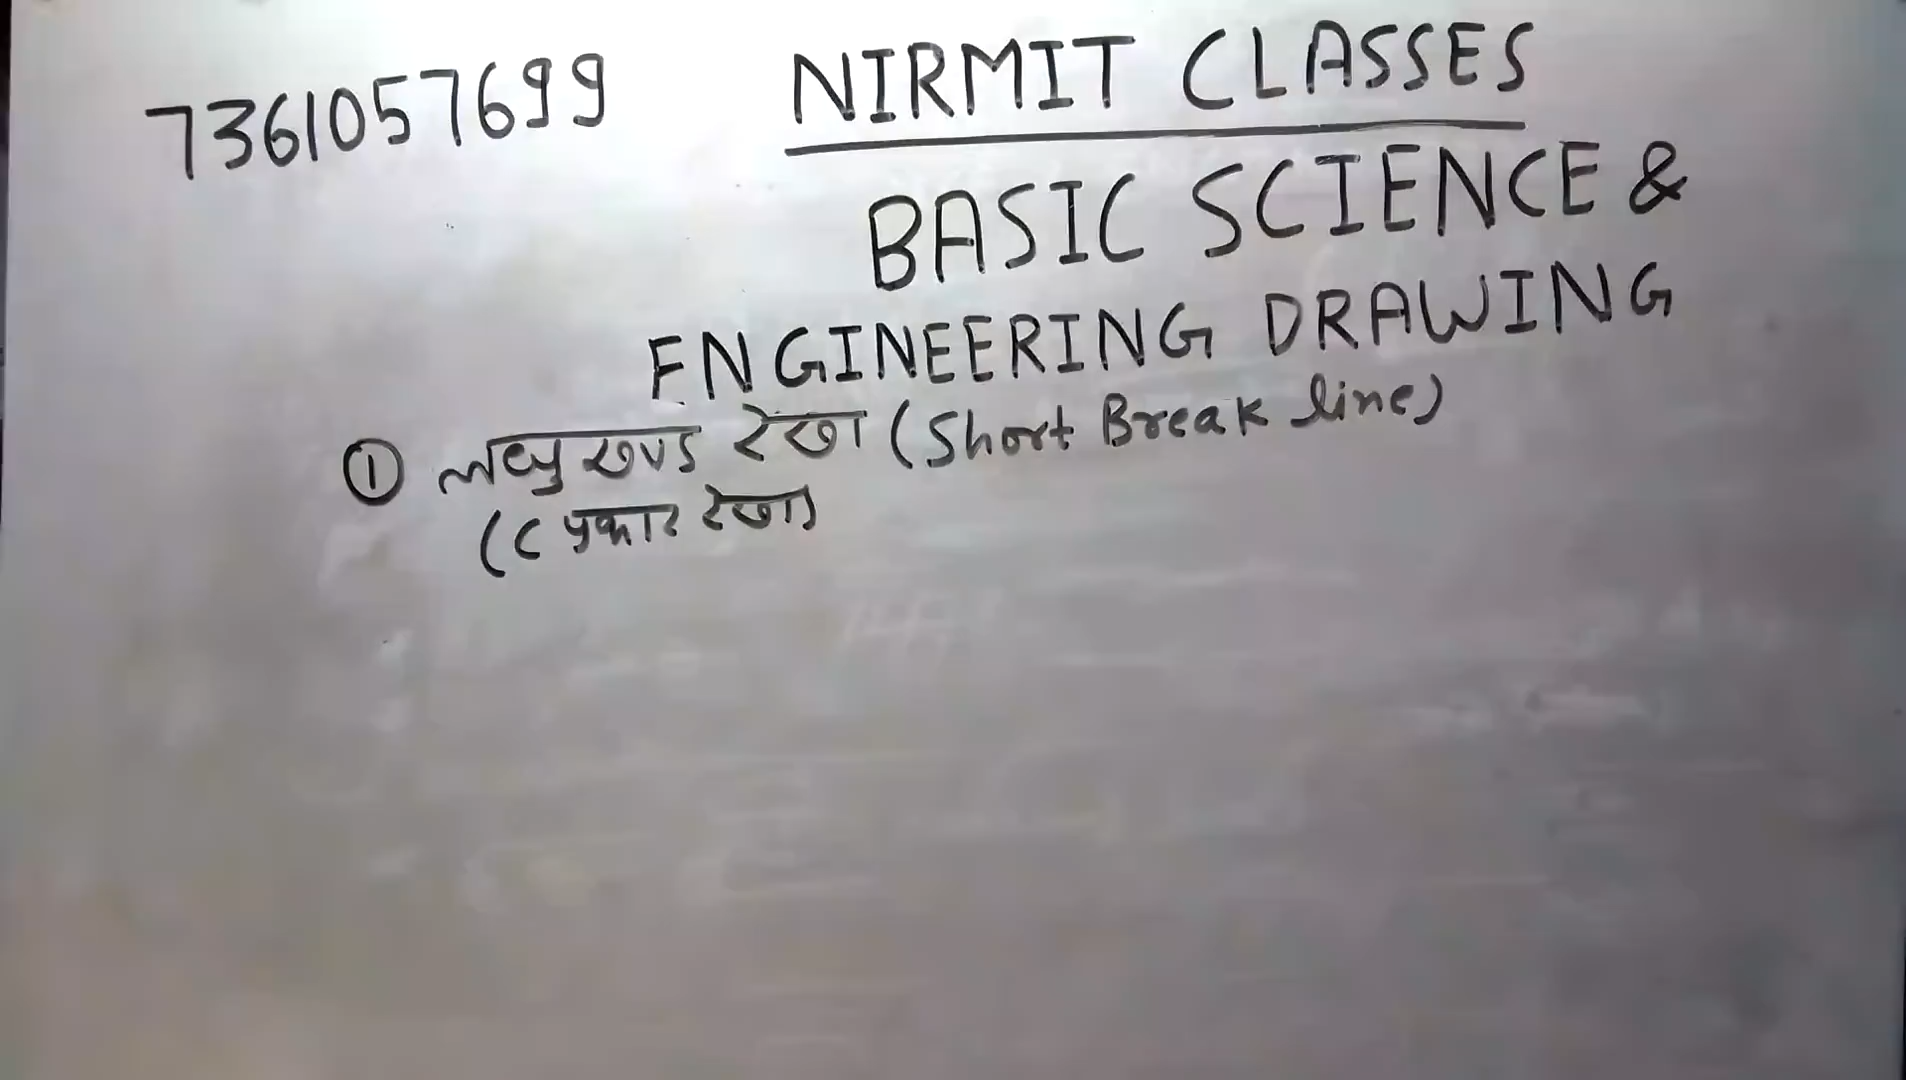 7361057699
NIRMIT CLASSES
BASIC SCIENCE &
ENGINEERING DRAWING
① लघु खण्ड रेखा (Short Break line)
(C प्रकार रेखा)